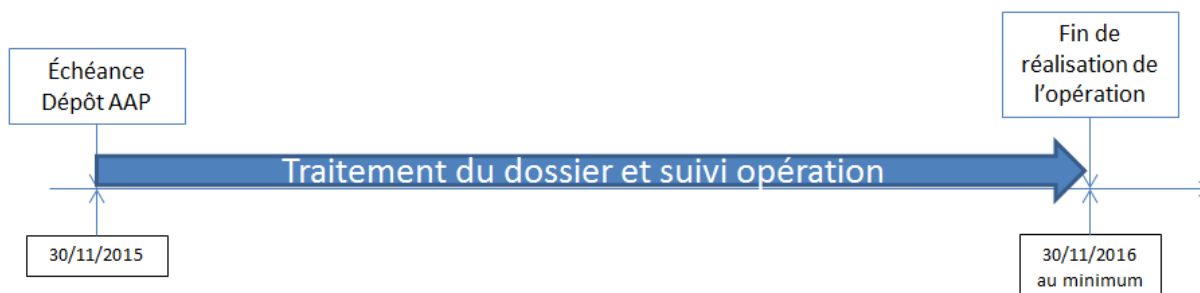 Échéance
Dépôt AAP
Fin de
réalisation de
l'opération
Traitement du dossier et suivi opération
30/11/2015
30/11/2016
au minimum